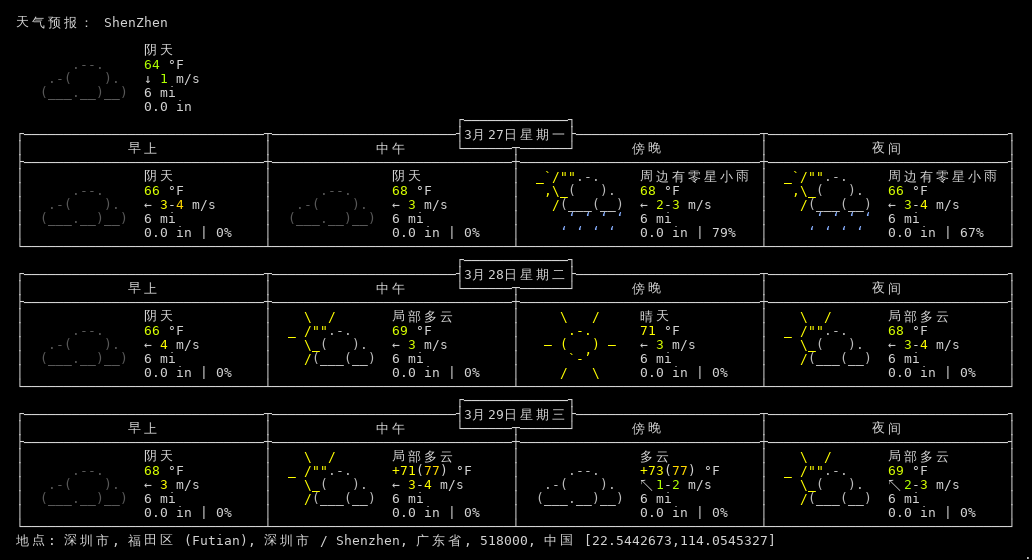 天气预报： ShenZhen
阴天
64 °F
↓ 1 m/s
6 mi
0.0 in
3月27日星期一
早上 中午 傍晚 夜间
阴天 阴天 周边有零星小雨 周边有零星小雨
66 °F 68 °F 68 °F 66 °F
← 3-4 m/s ← 3 m/s ← 2-3 m/s ← 3-4 m/s
6 mi 6 mi 6 mi 6 mi
0.0 in | 0% 0.0 in | 0% 0.0 in | 79% 0.0 in | 67%
3月28日星期二
早上 中午 傍晚 夜间
阴天 局部多云 晴天 局部多云
66 °F 69 °F 71 °F 68 °F
← 4 m/s ← 3 m/s ← 3 m/s ← 3-4 m/s
6 mi 6 mi 6 mi 6 mi
0.0 in | 0% 0.0 in | 0% 0.0 in | 0% 0.0 in | 0%
3月29日星期三
早上 中午 傍晚 夜间
阴天 局部多云 多云 局部多云
68 °F +71(77) °F +73(77) °F 69 °F
← 3 m/s ← 3-4 m/s ↖ 1-2 m/s ↖ 2-3 m/s
6 mi 6 mi 6 mi 6 mi
0.0 in | 0% 0.0 in | 0% 0.0 in | 0% 0.0 in | 0%
地点: 深圳市, 福田区 (Futian), 深圳市 / Shenzhen, 广东省, 518000, 中国 [22.5442673,114.0545327]